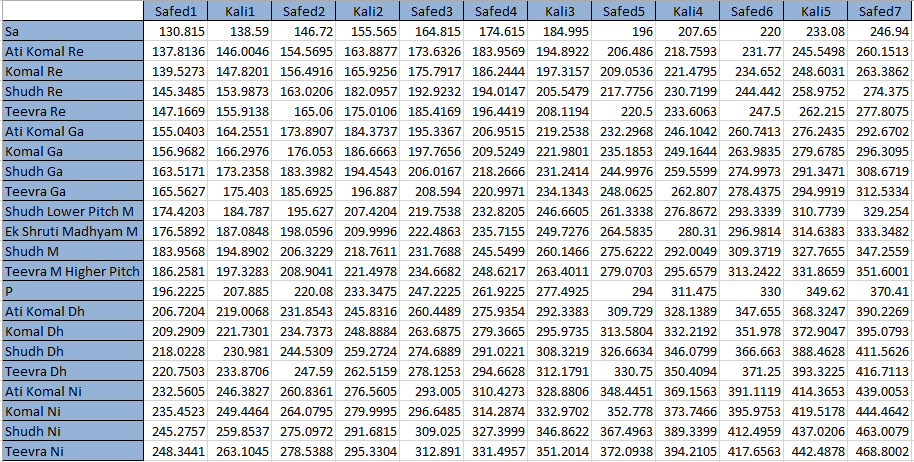 Safed1 Kali1 Safed2 Kali2 Safed3 Safed4 Kali3 Safed5 Kali4 Safed6 Kali5 Safed7
Sa 130.815 138.59 146.72 155.565 164.815 174.615 184.995 196 207.65 220 233.08 246.94
Ati Komal Re 137.8136 146.0046 154.5695 163.8877 173.6326 183.9569 194.8922 206.486 218.7593 231.77 245.5498 260.1513
Komal Re 139.5273 147.8201 156.4916 165.9256 175.7917 186.2444 197.3157 209.0536 221.4795 234.652 248.6031 263.3862
Shudh Re 145.3485 153.9873 163.0206 182.0957 192.9232 194.0147 205.5479 217.7756 230.7199 244.442 258.9752 274.375
Teevra Re 147.1669 155.9138 165.06 175.0106 185.4169 196.4419 208.1194 220.5 233.6063 247.5 262.215 277.8075
Ati Komal Ga 155.0403 164.2551 173.8907 184.3737 195.3367 206.9515 219.2538 232.2968 246.1042 260.7413 276.2435 292.6702
Komal Ga 156.9682 166.2976 176.053 186.6663 197.7656 209.5249 221.9801 235.1853 249.1644 263.9835 279.6785 296.3095
Shudh Ga 163.5171 173.2358 183.3982 194.4543 206.0167 218.2666 231.2414 244.9976 259.5599 274.9973 291.3471 308.6719
Teevra Ga 165.5627 175.403 185.6925 196.887 208.594 220.9971 234.1343 248.0625 262.807 278.4375 294.9919 312.5334
Shudh Lower Pitch M 174.4203 184.787 195.627 207.4204 219.7538 232.8205 246.6605 261.3338 276.8672 293.3339 310.7739 329.254
Ek Shruti Madhyam M 176.5892 187.0848 198.0596 209.9996 222.4863 235.7155 249.7276 264.5835 280.31 296.9814 314.6383 333.3482
Shudh M 183.9568 194.8902 206.3229 218.7611 231.7688 245.5499 260.1466 275.6222 292.0049 309.3719 327.7655 347.2559
Teevra M Higher Pitch 186.2581 197.3283 208.9041 221.4978 234.6682 248.6217 263.4011 279.0703 295.6579 313.2422 331.8659 351.6001
P 196.2225 207.885 220.08 233.3475 247.2225 261.9225 277.4925 294 311.475 330 349.62 370.41
Ati Komal Dh 206.7204 219.0068 231.8543 245.8316 260.4489 275.9354 292.3383 309.729 328.1389 347.655 368.3247 390.2269
Komal Dh 209.2909 221.7301 234.7373 248.8884 263.6875 279.3665 295.9735 313.5804 332.2192 351.978 372.9047 395.0793
Shudh Dh 218.0228 230.981 244.5309 259.2724 274.6889 291.0221 308.3219 326.6634 346.0799 366.663 388.4628 411.5626
Teevra Dh 220.7503 233.8706 247.59 262.5159 278.1253 294.6628 312.1791 330.75 350.4094 371.25 393.3225 416.7113
Ati Komal Ni 232.5605 246.3827 260.8361 276.5605 293.005 310.4273 328.8806 348.4451 369.1563 391.1119 414.3653 439.0053
Komal Ni 235.4523 249.4464 264.0795 279.9995 296.6485 314.2874 332.9702 352.778 373.7466 395.9753 419.5178 444.4642
Shudh Ni 245.2757 259.8537 275.0972 291.6815 309.025 327.3999 346.8622 367.4963 389.3399 412.4959 437.0206 463.0079
Teevra Ni 248.3441 263.1045 278.5388 295.3304 312.891 331.4957 351.2014 372.0938 394.2105 417.6563 442.4878 468.8002